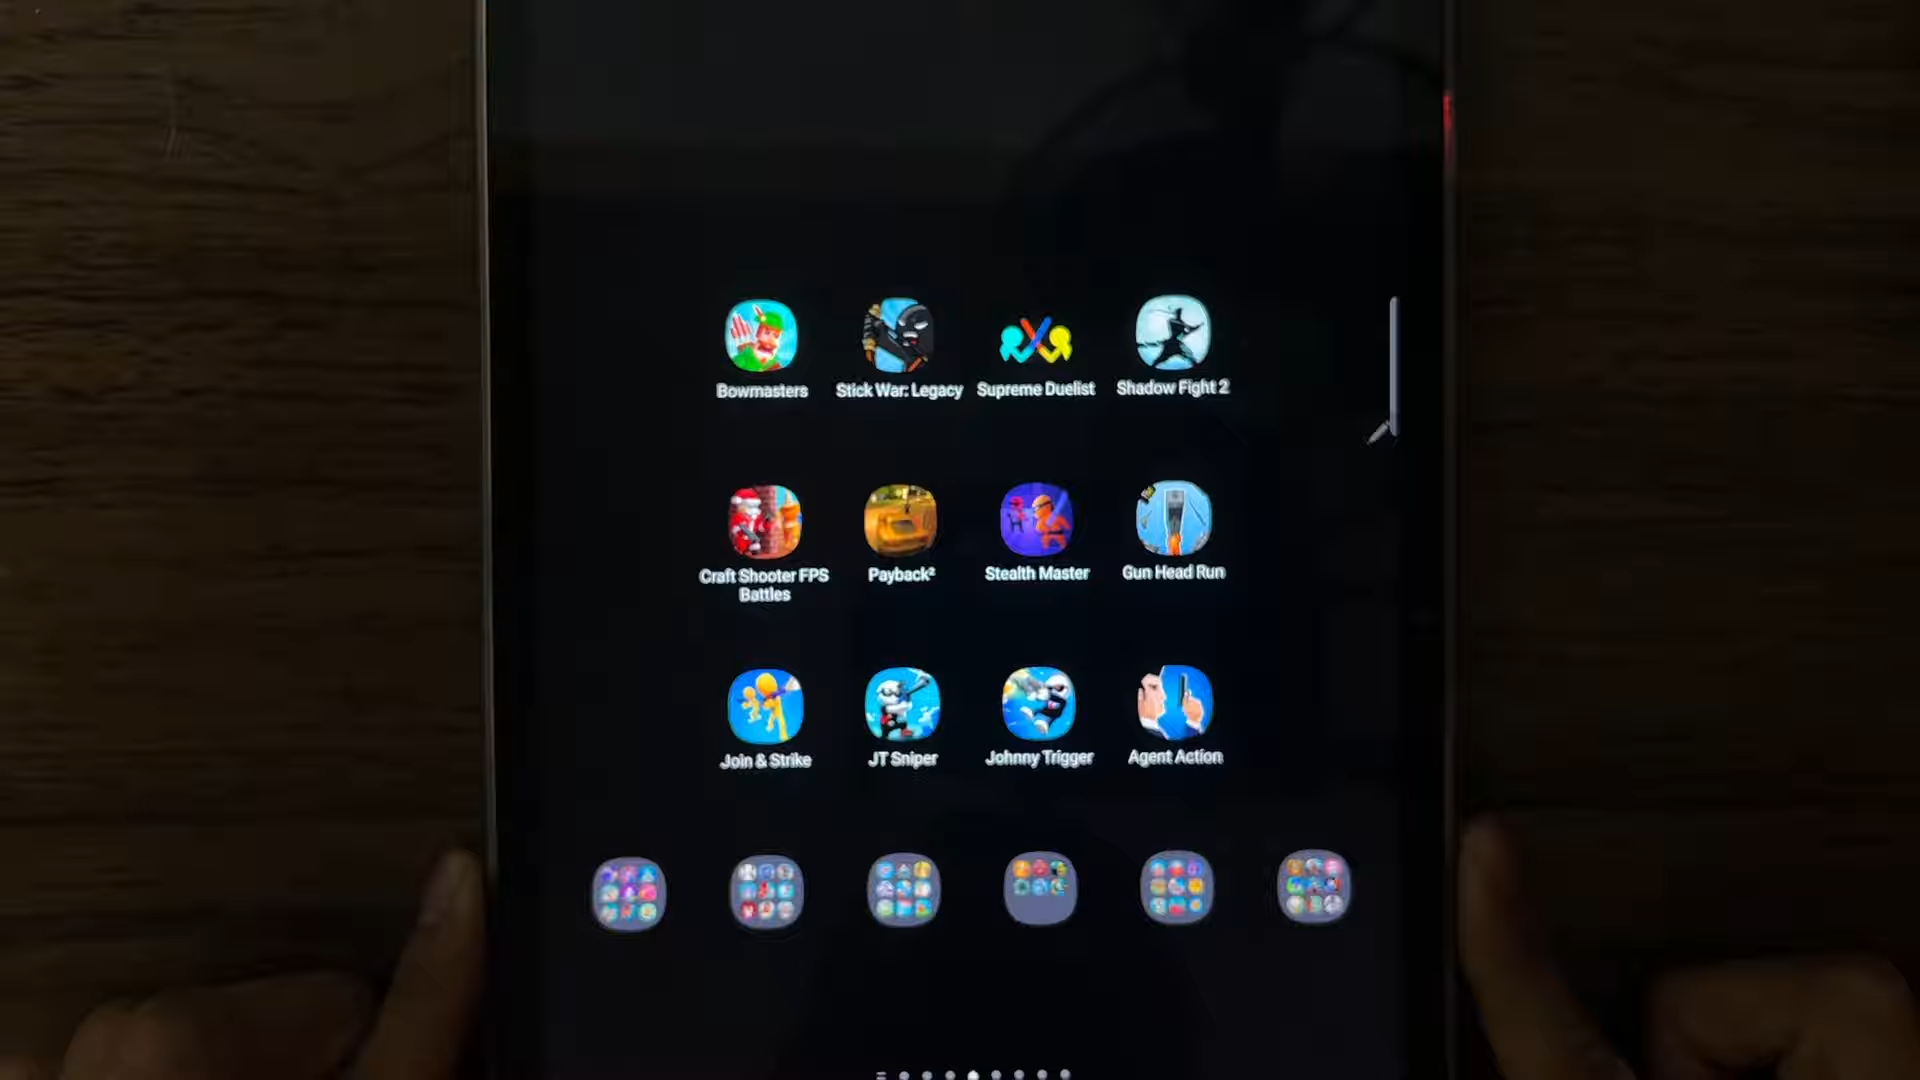 Bowmasters
Stick War: Legacy
Supreme Duelist
Shadow Fight 2
Craft Shooter FPS
Battles
Payback²
Stealth Master
Gun Head Run
Join & Strike
JT Sniper
Johnny Trigger
Agent Action